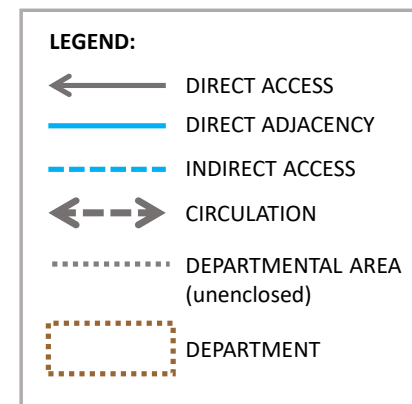 LEGEND:
DIRECT ACCESS
DIRECT ADJACENCY
INDIRECT ACCESS
CIRCULATION
DEPARTMENTAL AREA
(unenclosed)
DEPARTMENT